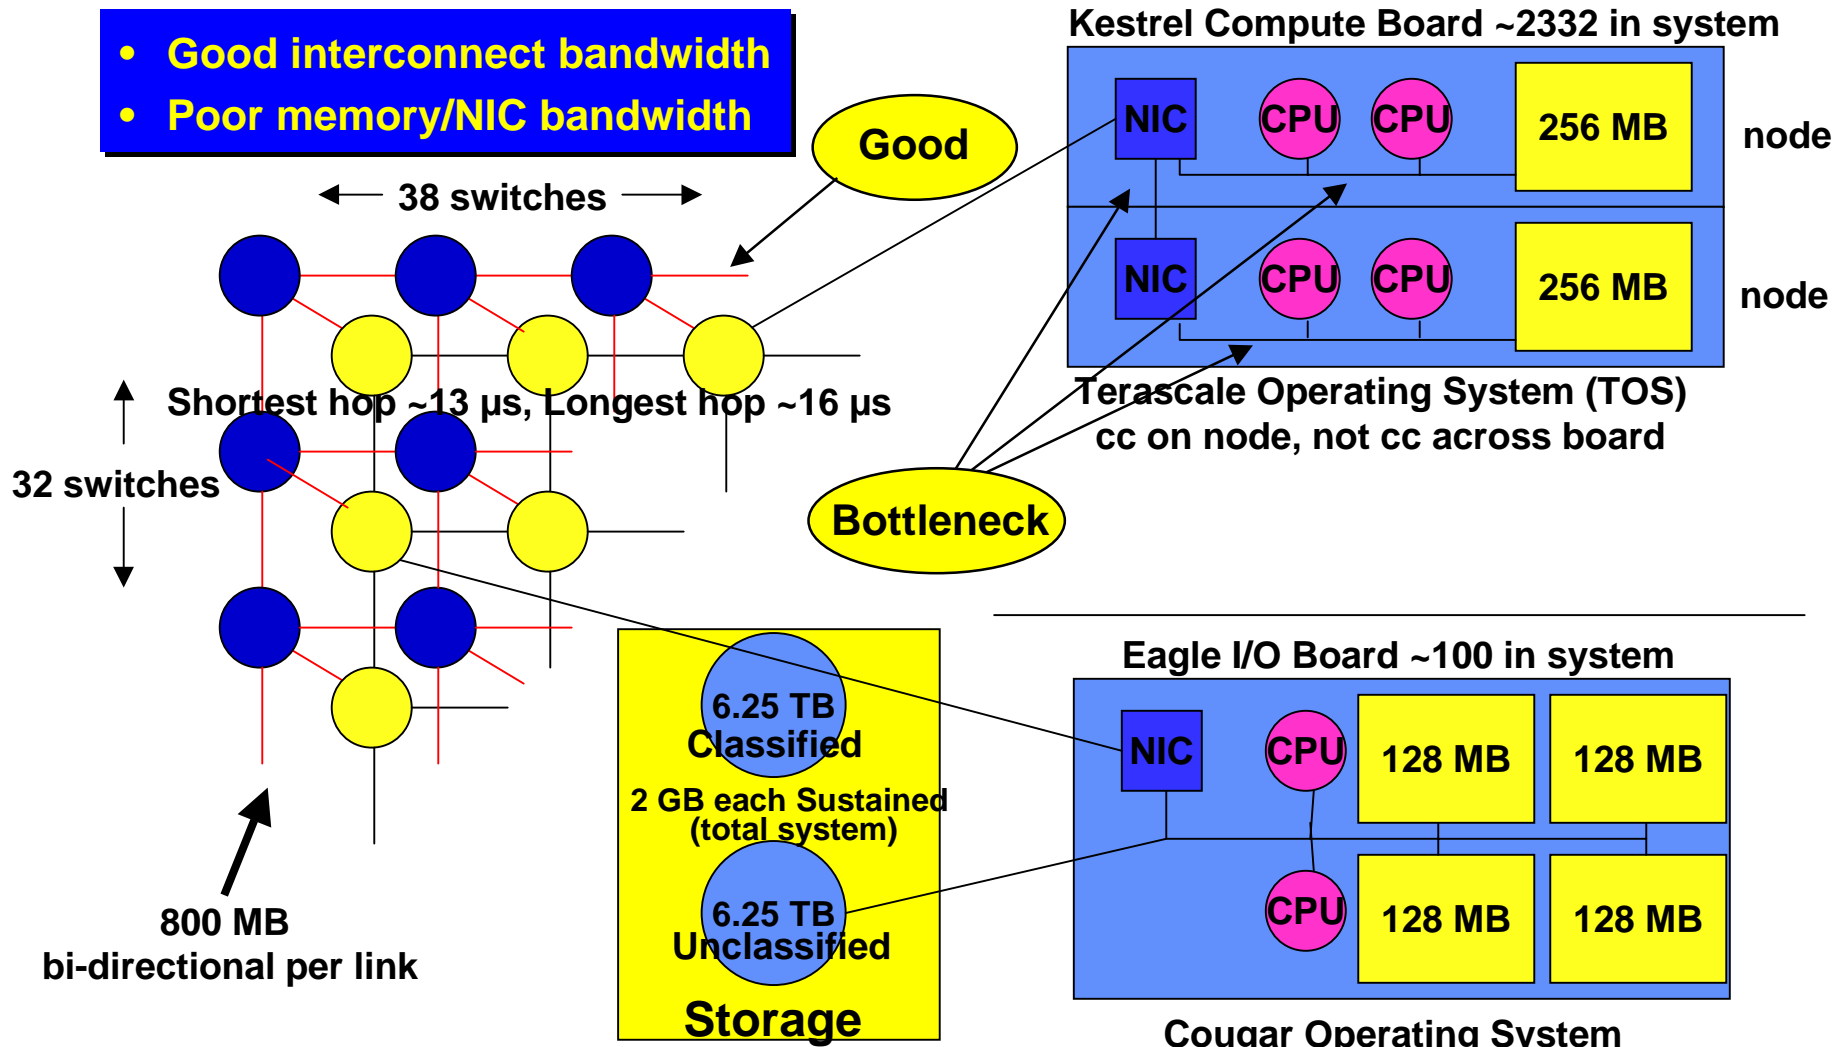 • Good interconnect bandwidth
• Poor memory/NIC bandwidth
Good
38 switches
Shortest hop ~13 µs, Longest hop ~16 µs
32 switches
800 MB
bi-directional per link
Bottleneck
Kestrel Compute Board ~2332 in system
NIC
CPU
CPU
256 MB
node
NIC
CPU
CPU
256 MB
node
Terascale Operating System (TOS)
cc on node, not cc across board
6.25 TB
Classified
2 GB each Sustained
(total system)
6.25 TB
Unclassified
Storage
Eagle I/O Board ~100 in system
NIC
CPU
128 MB
128 MB
CPU
128 MB
128 MB
Cougar Operating System